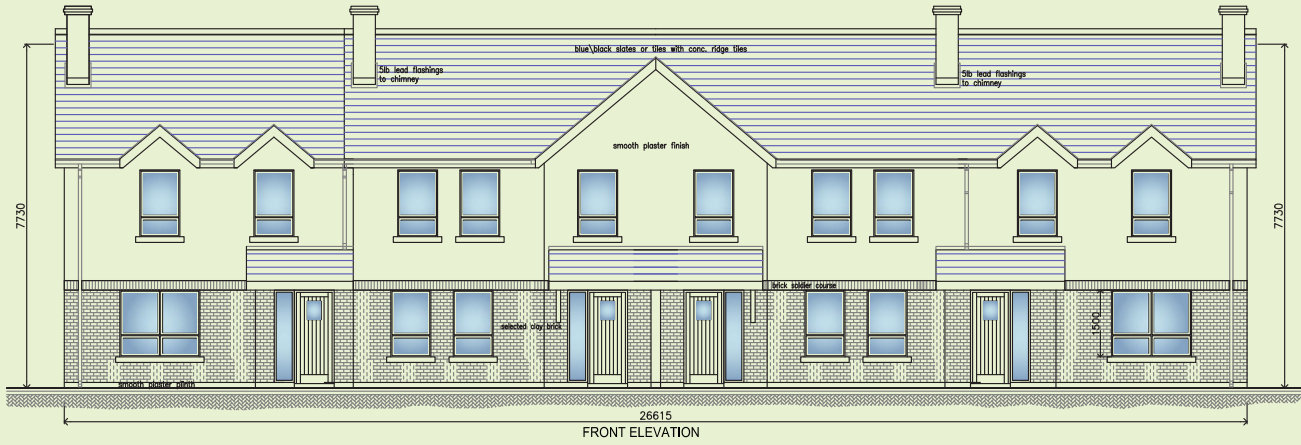 blue\black slates or tiles with conc. ridge tiles
5lb lead flashings
to chimney
5lb lead flashings
to chimney
smooth plaster finish
7730
7730
brick soldier course
selected clay brick
1500
smooth plaster plinth
26615
FRONT ELEVATION